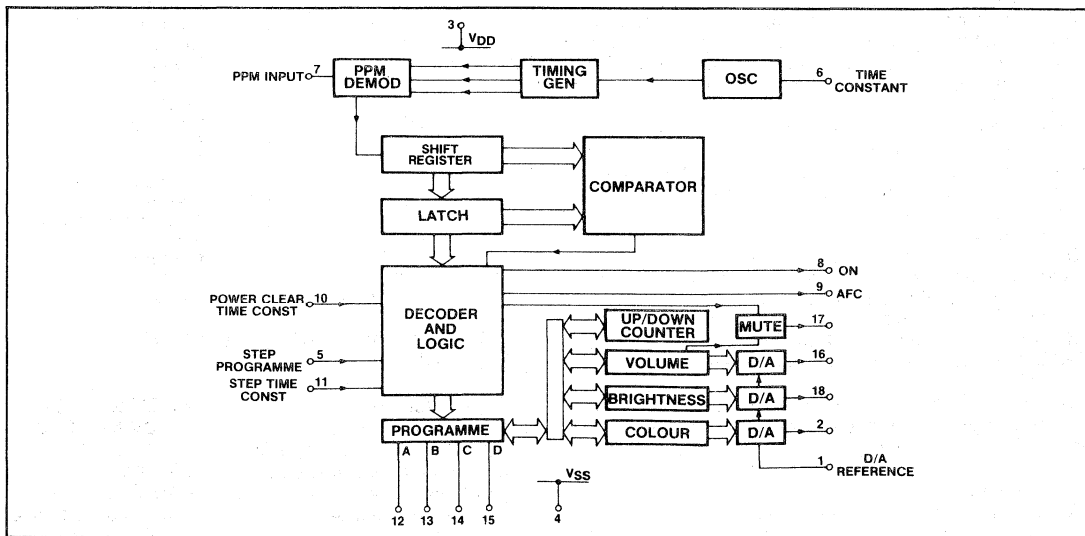 3
VDD
PPM INPUT
7
PPM
DEMOD
TIMING
GEN
OSC
6
TIME
CONSTANT
SHIFT
REGISTER
COMPARATOR
LATCH
8
ON
9
AFC
POWER CLEAR
TIME CONST
10
DECODER
AND
LOGIC
UP/DOWN
COUNTER
MUTE
17
STEP
PROGRAMME
5
VOLUME
D/A
16
STEP TIME
CONST
11
BRIGHTNESS
D/A
18
PROGRAMME
COLOUR
D/A
2
A
B
C
D
1
D/A
REFERENCE
VSS
12
13
14
15
4